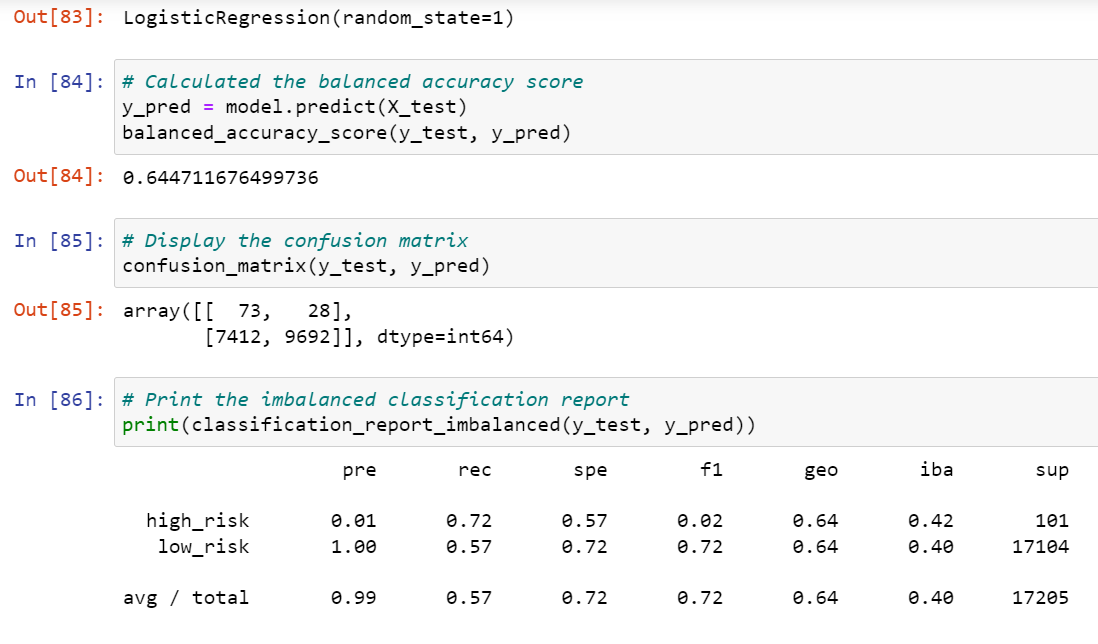 Out[83]: LogisticRegression(random_state=1)
In [84]: # Calculated the balanced accuracy score
y_pred = model.predict(X_test)
balanced_accuracy_score(y_test, y_pred)
Out[84]: 0.644711676499736
In [85]: # Display the confusion matrix
confusion_matrix(y_test, y_pred)
Out[85]: array([[  73,   28],
[7412, 9692]], dtype=int64)
In [86]: # Print the imbalanced classification report
print(classification_report_imbalanced(y_test, y_pred))
pre rec spe f1 geo iba sup
high_risk 0.01 0.72 0.57 0.02 0.64 0.42 101
low_risk 1.00 0.57 0.72 0.72 0.64 0.40 17104
avg / total 0.99 0.57 0.72 0.72 0.64 0.40 17205